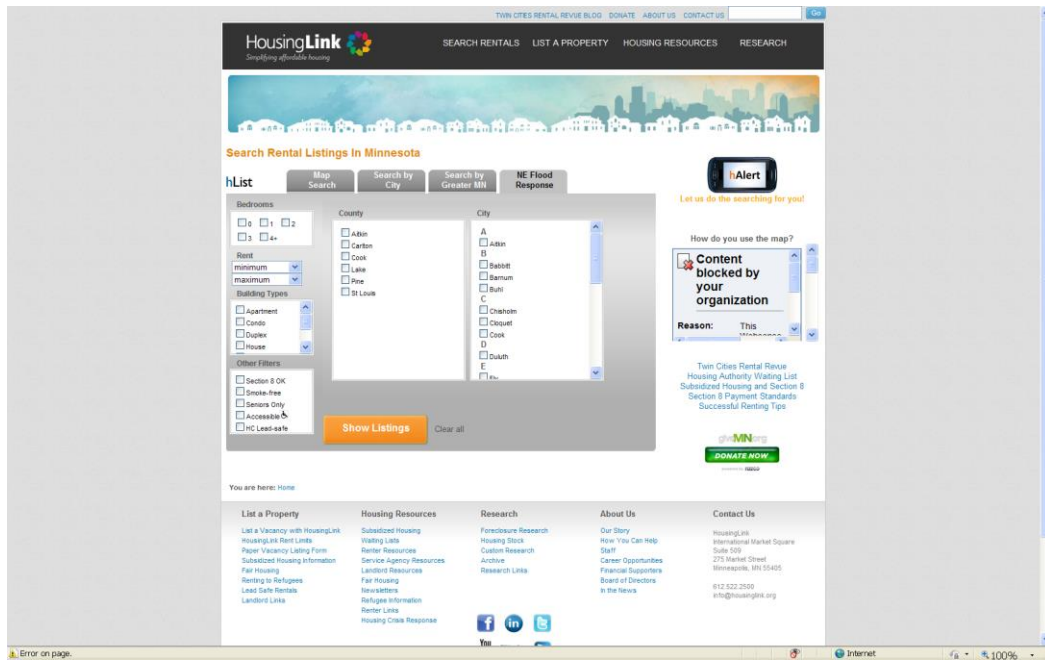 TWIN CITIES RENTAL REVUE BLOG DONATE ABOUT US CONTACT US Go
HousingLink
Simplifying affordable housing
SEARCH RENTALS LIST A PROPERTY HOUSING RESOURCES RESEARCH
Search Rental Listings In Minnesota
hList
Map Search
Search by City
Search by Greater MN
NE Flood Response
Bedrooms
0 1 2
3 4+
Rent
minimum
maximum
Building Types
Apartment
Condo
Duplex
House
Other Filters
Section 8 OK
Smoke-free
Seniors Only
Accessible
HC Lead-safe
County
Aitkin
Carlton
Cook
Lake
Pine
St Louis
City
A
Aitkin
B
Babbitt
Barnum
Buhl
C
Chisholm
Cloquet
Cook
D
Duluth
E
Show Listings Clear all
hAlert
Let us do the searching for you!
How do you use the map?
Content
blocked by
your
organization
Reason: This
Twin Cities Rental Revue
Housing Authority Waiting List
Subsidized Housing and Section 8
Section 8 Payment Standards
Successful Renting Tips
giveMN.org
DONATE NOW
You are here: Home
List a Property
List a Vacancy with HousingLink
HousingLink Rent Limits
Paper Vacancy Listing Form
Subsidized Housing Information
Fair Housing
Renting to Refugees
Lead Safe Rentals
Landlord Links
Housing Resources
Subsidized Housing
Waiting Lists
Renter Resources
Service Agency Resources
Landlord Resources
Fair Housing
Newsletters
Refugee Information
Renter Links
Housing Crisis Response
Research
Foreclosure Research
Housing Stock
Custom Research
Archive
Research Links
About Us
Our Story
How You Can Help
Staff
Career Opportunities
Financial Supporters
Board of Directors
In the News
Contact Us
HousingLink
International Market Square
Suite 509
275 Market Street
Minneapolis, MN 55405
612.522.2500
info@housinglink.org
You
Error on page.
Internet
100%